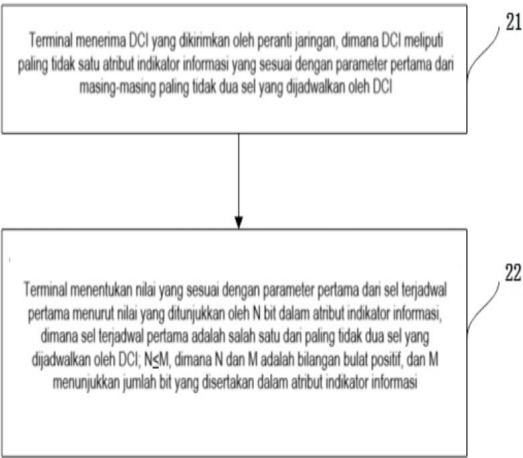 21
Terminal menerima DCI yang dikirimkan oleh peranti jaringan, dimana DCI meliputi
paling tidak satu atribut indikator informasi yang sesuai dengan parameter pertama dari
masing-masing paling tidak dua sel yang dijadwalkan oleh DCI
22
Terminal menentukan nilai yang sesuai dengan parameter pertama dari sel terjadwal
pertama menurut nilai yang ditunjukkan oleh N bit dalam atribut indikator informasi,
dimana sel terjadwal pertama adalah salah satu dari paling tidak dua sel yang
dijadwalkan oleh DCI; N≤M, dimana N dan M adalah bilangan bulat positif, dan M
menunjukkan jumlah bit yang disertakan dalam atribut indikator informasi